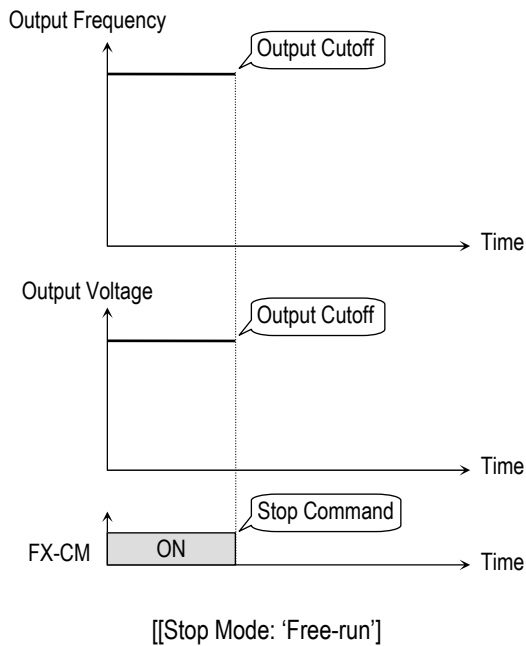 Output Frequency
Output Cutoff
Time
Output Voltage
Output Cutoff
Time
Stop Command
FX-CM
ON
Time
[[Stop Mode: ‘Free-run’]